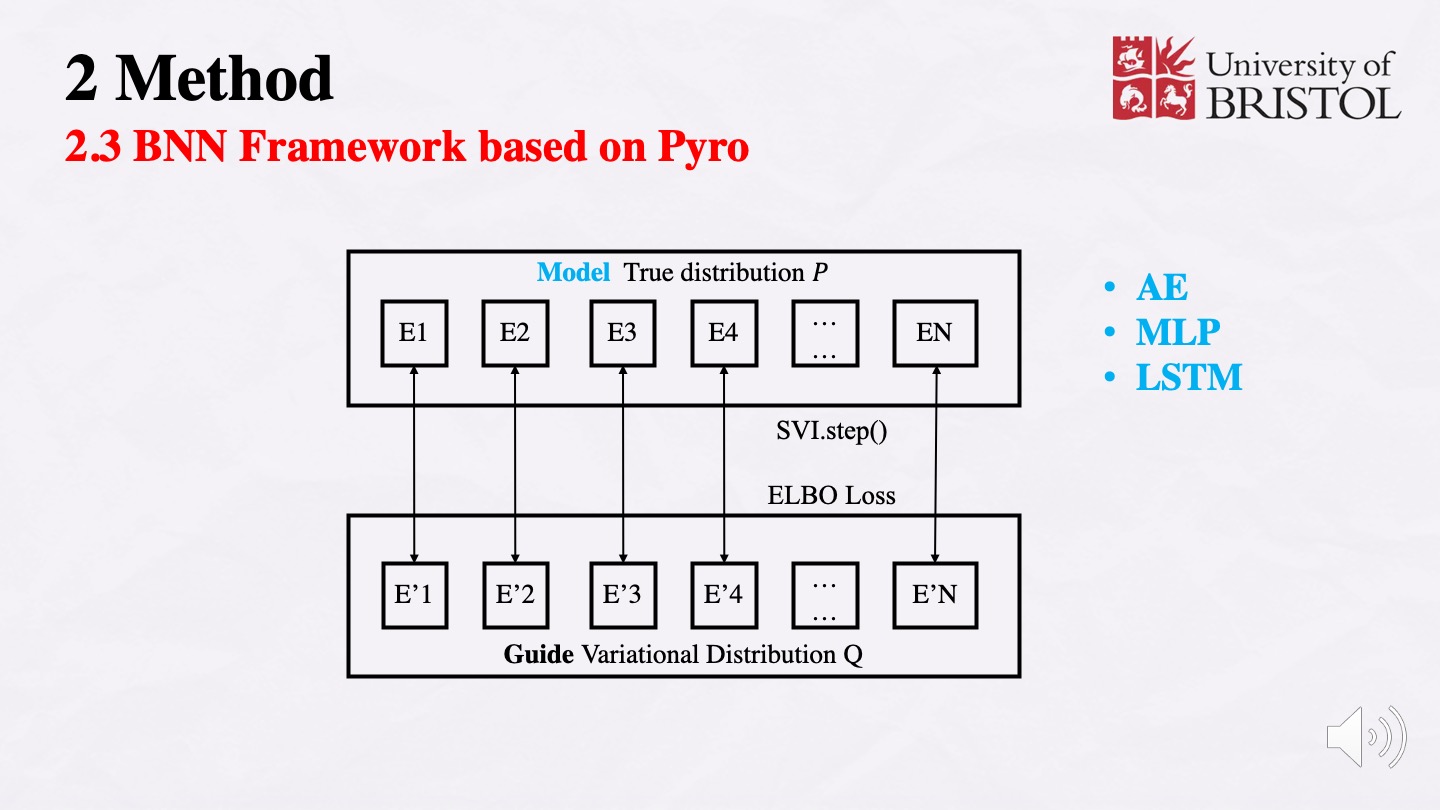 2 Method
2.3 BNN Framework based on Pyro
University of
BRISTOL
Model True distribution P
E1 E2 E3 E4 … … EN
SVI.step()
ELBO Loss
E’1 E’2 E’3 E’4 … … E’N
Guide Variational Distribution Q
• AE
• MLP
• LSTM